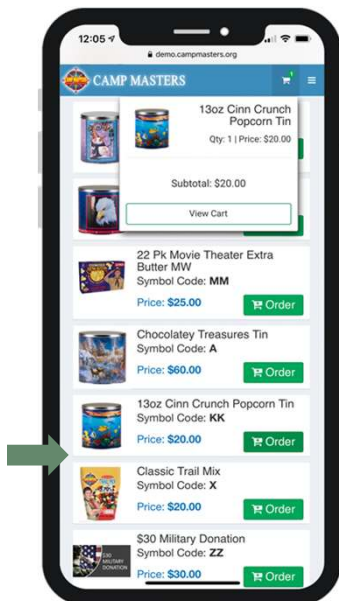 12:05
demo.campmasters.org
CAMP MASTERS
13oz Cinn Crunch
Popcorn Tin
Qty: 1 | Price: $20.00
Subtotal: $20.00
View Cart
22 Pk Movie Theater Extra
Butter MW
Symbol Code: MM
Price: $25.00
Order
Chocolatey Treasures Tin
Symbol Code: A
Price: $60.00
Order
13oz Cinn Crunch Popcorn Tin
Symbol Code: KK
Price: $20.00
Order
Classic Trail Mix
Symbol Code: X
Price: $20.00
Order
$30 Military Donation
Symbol Code: ZZ
$30
MILITARY
DONATION
Price: $30.00
Order